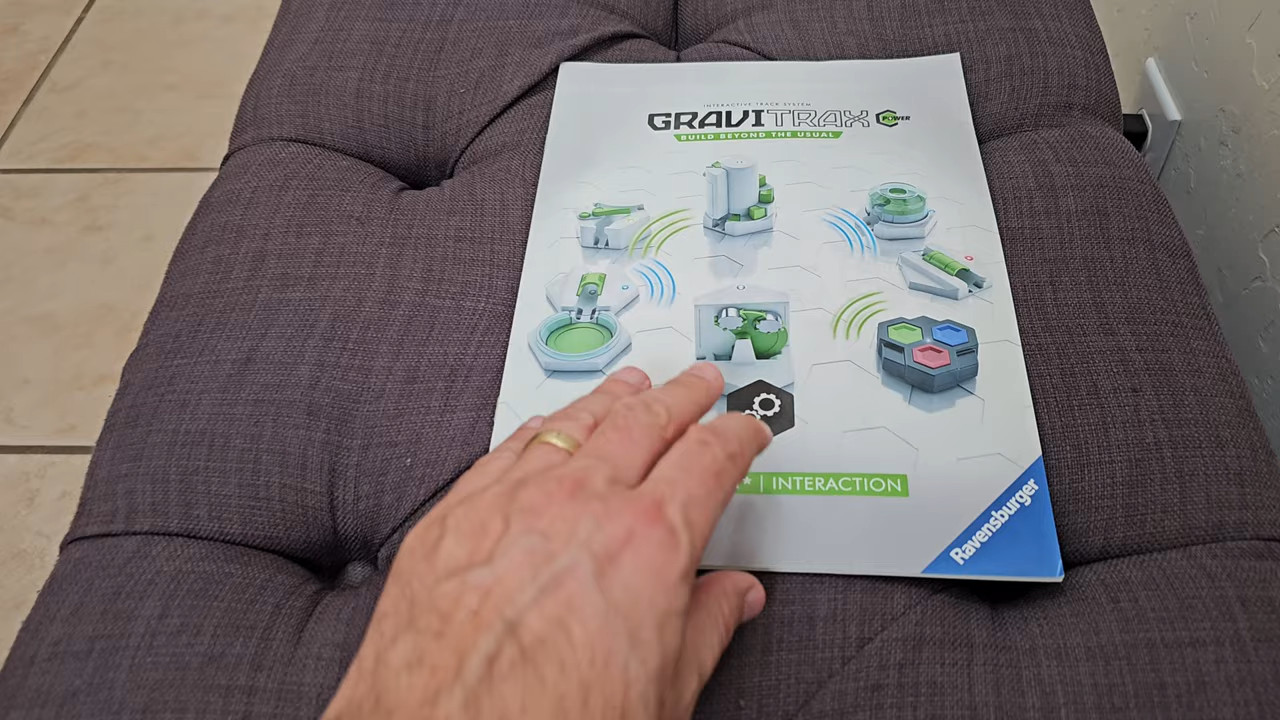 INTERACTIVE TRACK SYSTEM
GRAVITRAX POWER
BUILD BEYOND THE USUAL
| INTERACTION
Ravensburger